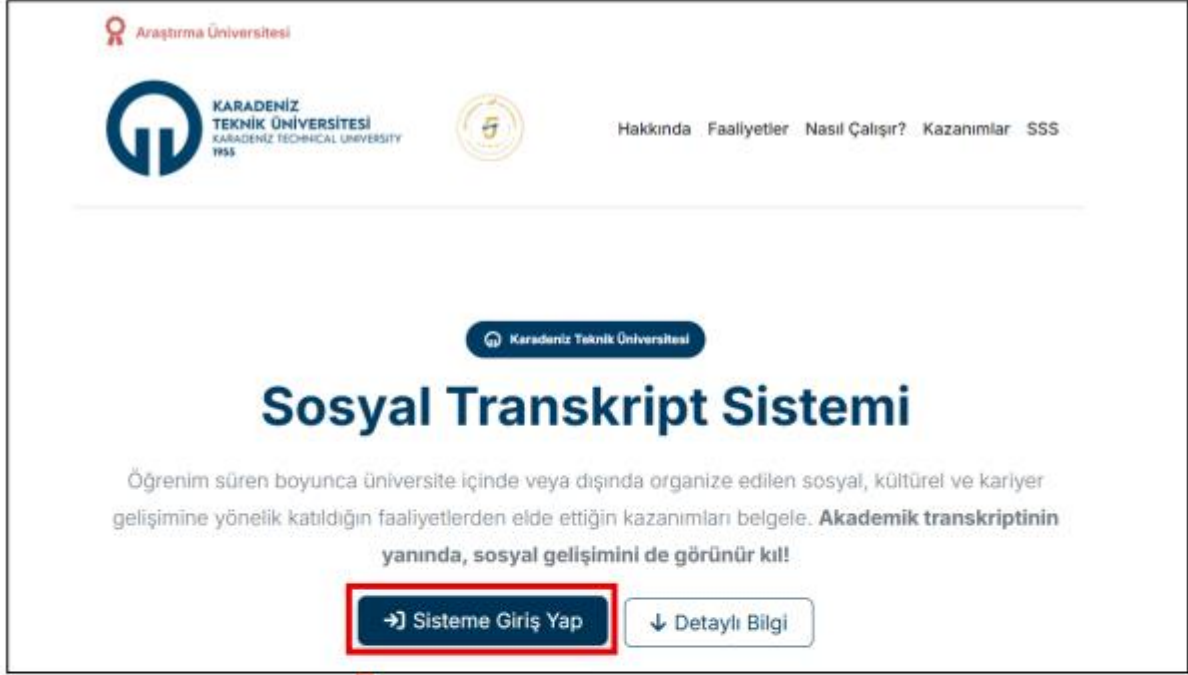 Araştırma Üniversitesi
KARADENİZ
TEKNİK ÜNİVERSİTESİ
KARADENIZ TECHNICAL UNIVERSITY
1955
Hakkında Faaliyetler Nasıl Çalışır? Kazanımlar SSS
Karadeniz Teknik Üniversitesi
Sosyal Transkript Sistemi
Öğrenim süren boyunca üniversite içinde veya dışında organize edilen sosyal, kültürel ve kariyer
gelişimine yönelik katıldığın faaliyetlerden elde ettiğin kazanımları belgele. Akademik transkriptinin
yanında, sosyal gelişimini de görünür kıl!
Sisteme Giriş Yap
Detaylı Bilgi